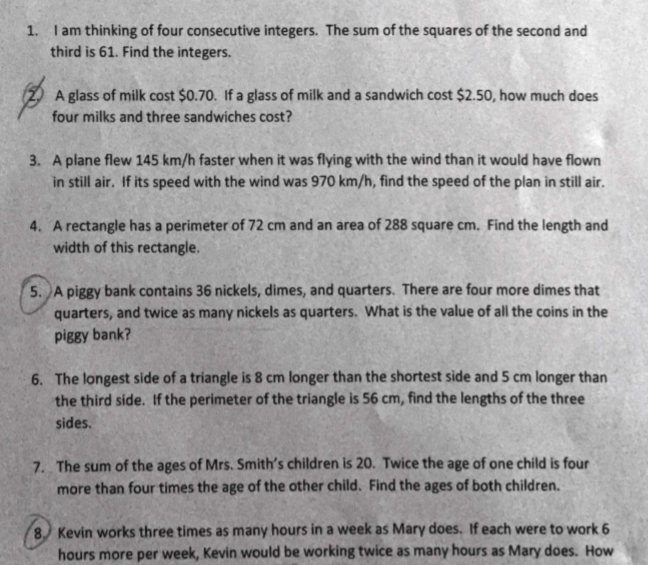 1. I am thinking of four consecutive integers. The sum of the squares of the second and
third is 61. Find the integers.
2. A glass of milk cost $0.70. If a glass of milk and a sandwich cost $2.50, how much does
four milks and three sandwiches cost?
3. A plane flew 145 km/h faster when it was flying with the wind than it would have flown
in still air. If its speed with the wind was 970 km/h, find the speed of the plan in still air.
4. A rectangle has a perimeter of 72 cm and an area of 288 square cm. Find the length and
width of this rectangle.
5. A piggy bank contains 36 nickels, dimes, and quarters. There are four more dimes that
quarters, and twice as many nickels as quarters. What is the value of all the coins in the
piggy bank?
6. The longest side of a triangle is 8 cm longer than the shortest side and 5 cm longer than
the third side. If the perimeter of the triangle is 56 cm, find the lengths of the three
sides.
7. The sum of the ages of Mrs. Smith's children is 20. Twice the age of one child is four
more than four times the age of the other child. Find the ages of both children.
8. Kevin works three times as many hours in a week as Mary does. If each were to work 6
hours more per week, Kevin would be working twice as many hours as Mary does. How